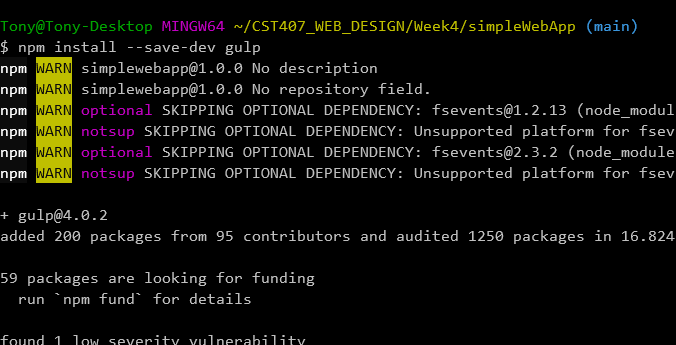 Tony@Tony-Desktop MINGW64 ~/CST407_WEB_DESIGN/Week4/simpleWebApp (main)
$ npm install --save-dev gulp
npm WARN simplewebapp@1.0.0 No description
npm WARN simplewebapp@1.0.0 No repository field.
npm WARN optional SKIPPING OPTIONAL DEPENDENCY: fsevents@1.2.13 (node_modul
npm WARN notsup SKIPPING OPTIONAL DEPENDENCY: Unsupported platform for fsev
npm WARN optional SKIPPING OPTIONAL DEPENDENCY: fsevents@2.3.2 (node_module
npm WARN notsup SKIPPING OPTIONAL DEPENDENCY: Unsupported platform for fsev
+ gulp@4.0.2
added 200 packages from 95 contributors and audited 1250 packages in 16.824
59 packages are looking for funding
run `npm fund` for details
found 1 low severity vulnerability